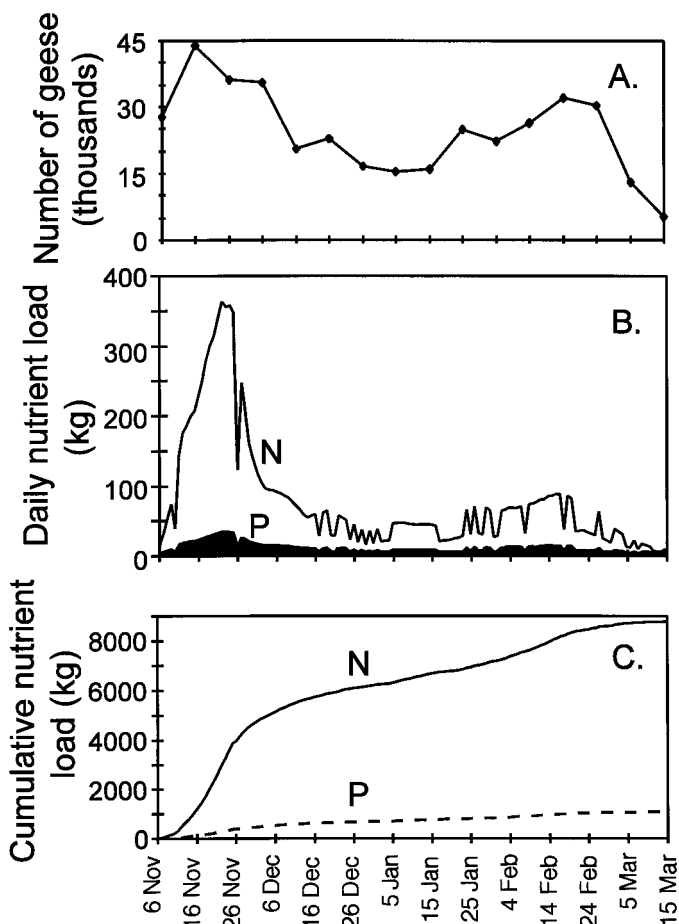 Number of geese
(thousands)
45
30
15
0
A.
Daily nutrient load
(kg)
400
300
200
100
0
B.
N
P
Cumulative nutrient
load (kg)
8000
6000
4000
2000
0
C.
N
P
6 Nov
16 Nov
26 Nov
6 Dec
16 Dec
26 Dec
5 Jan
15 Jan
25 Jan
4 Feb
14 Feb
24 Feb
5 Mar
15 Mar